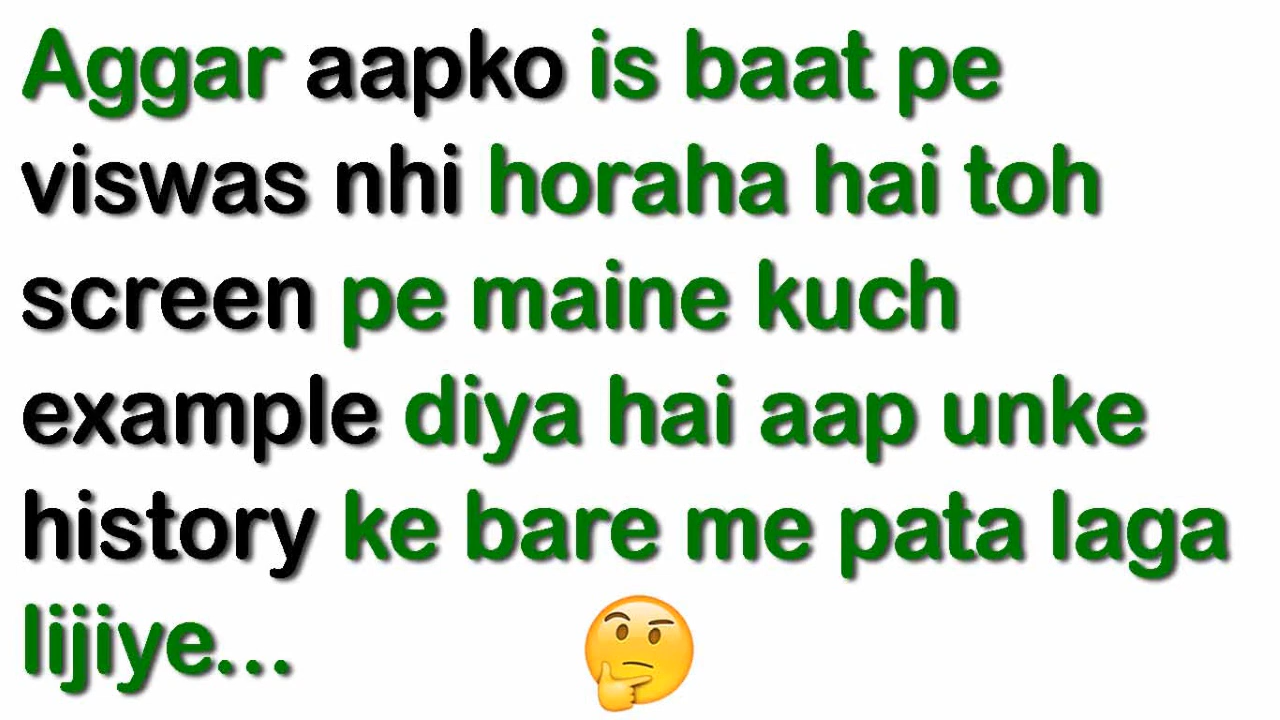 Aggar aapko is baat pe
viswas nhi horaha hai toh
screen pe maine kuch
example diya hai aap unke
history ke bare me pata laga
lijiye...